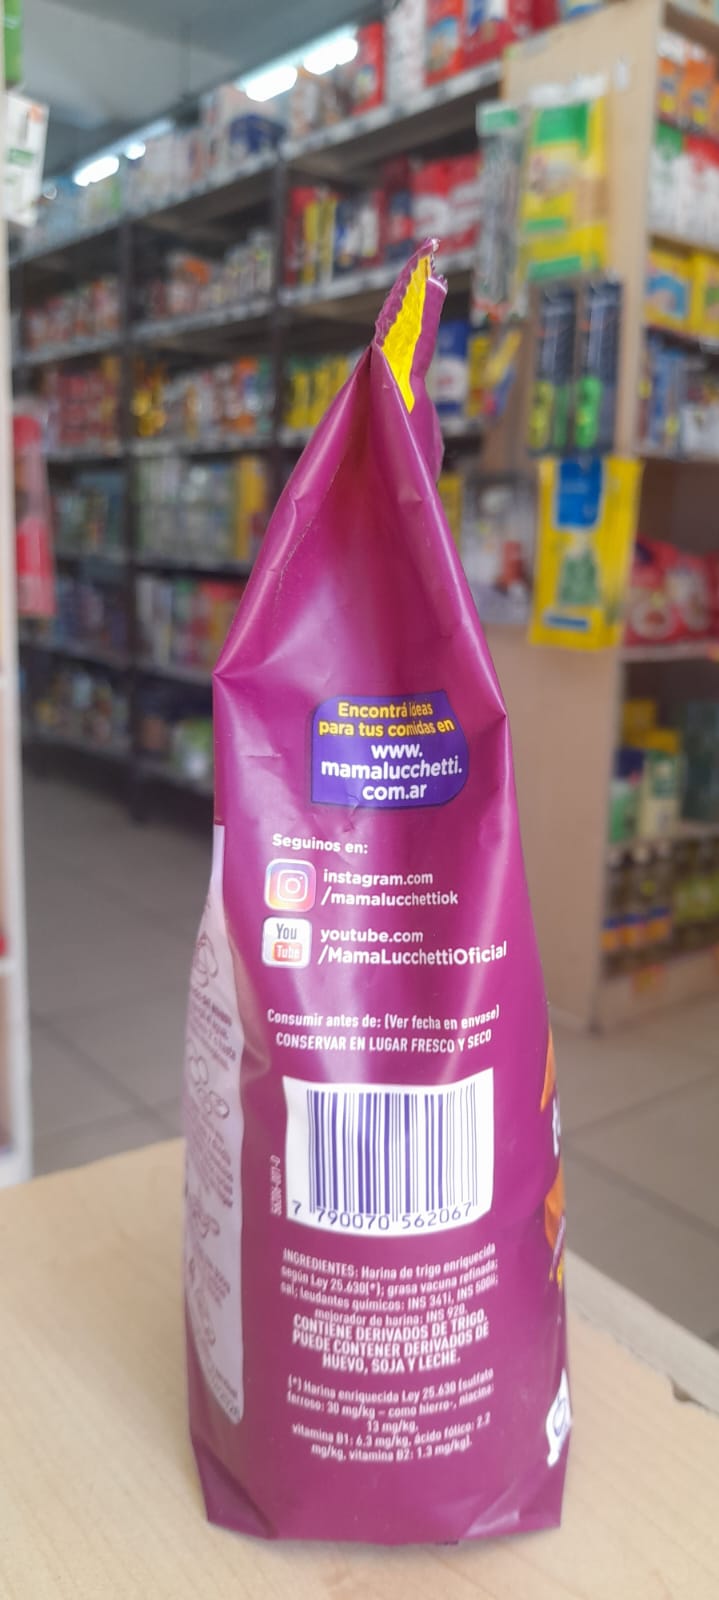 Encontrá ideas
para tus comidas en
www.
mamalucchetti.
com.ar
Seguinos en:
instagram.com
/mamalucchettiok
You
Tube
youtube.com
/MamaLucchettiOficial
Consumir antes de: (Ver fecha en envase)
CONSERVAR EN LUGAR FRESCO Y SECO
7 790070 562067
INGREDIENTES: Harina de trigo enriquecida
según Ley 25.630(*); grasa vacuna refinada;
sal; leudantes químicos: INS 341i, INS 500ii;
mejorador de harina: INS 920.
CONTIENE DERIVADOS DE TRIGO.
PUEDE CONTENER DERIVADOS DE
HUEVO, SOJA Y LECHE.
(*) Harina enriquecida Ley 25.630 (sulfato
ferroso: 30 mg/kg – como hierro-, niacina:
13 mg/kg,
vitamina B1: 6.3 mg/kg, ácido fólico: 2.2
mg/kg, vitamina B2: 1.3 mg/kg).